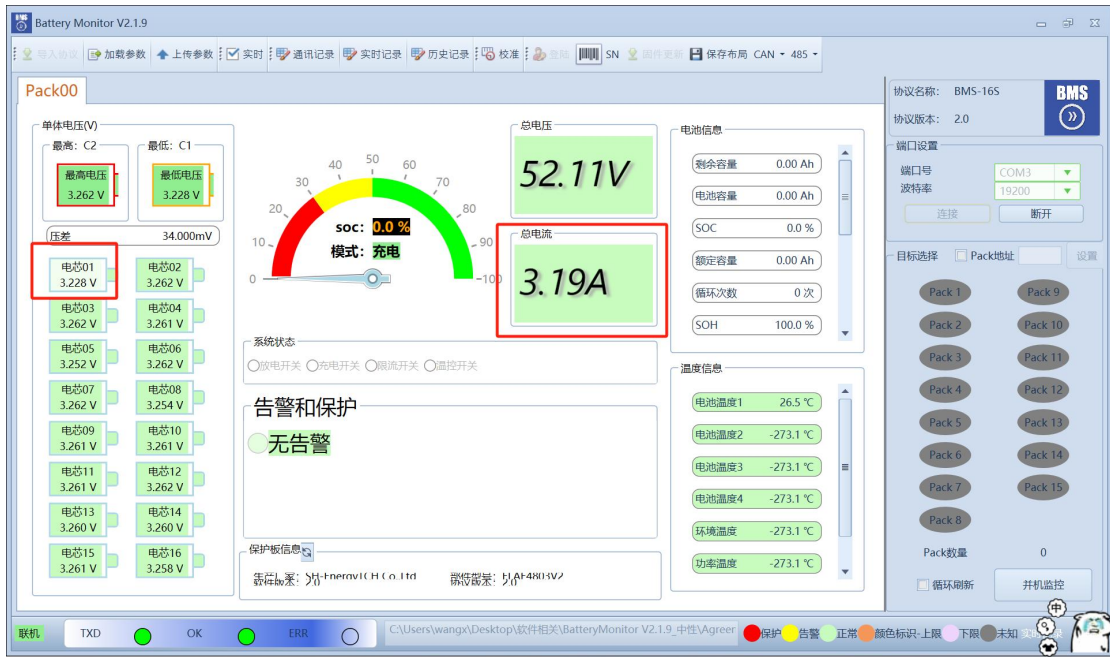 BMS
Battery Monitor V2.1.9
导入协议 加载参数 上传参数 实时 通讯记录 实时记录 历史记录 校准 登陆 SN 固件更新 保存布局 CAN 485
Pack00
单体电压(V)
最高: C2 最低: C1
最高电压 最低电压
3.262 V 3.228 V
压差 34.000mV
电芯01 电芯02
3.228 V 3.262 V
电芯03 电芯04
3.262 V 3.261 V
电芯05 电芯06
3.252 V 3.262 V
电芯07 电芯08
3.262 V 3.254 V
电芯09 电芯10
3.261 V 3.261 V
电芯11 电芯12
3.261 V 3.262 V
电芯13 电芯14
3.260 V 3.260 V
电芯15 电芯16
3.261 V 3.258 V
0 10 20 30 40 50 60 70 80 90 100
soc: 0.0 %
模式: 充电
总电压
52.11V
总电流
3.19A
系统状态
放电开关 充电开关 限流开关 温控开关
告警和保护
无告警
保护板信息
电池信息
剩余容量 0.00 Ah
电池容量 0.00 Ah
SOC 0.0 %
额定容量 0.00 Ah
循环次数 0 次
SOH 100.0 %
温度信息
电池温度1 26.5 ℃
电池温度2 -273.1 ℃
电池温度3 -273.1 ℃
电池温度4 -273.1 ℃
环境温度 -273.1 ℃
功率温度 -273.1 ℃
协议名称: BMS-16S
协议版本: 2.0
BMS
端口设置
端口号 COM3
波特率 19200
连接 断开
目标选择 Pack地址 设置
Pack 1 Pack 9
Pack 2 Pack 10
Pack 3 Pack 11
Pack 4 Pack 12
Pack 5 Pack 13
Pack 6 Pack 14
Pack 7 Pack 15
Pack 8
Pack数量 0
循环刷新 并机监控
中
联机 TXD OK ERR C:\Users\wangx\Desktop\软件相关\BatteryMonitor V2.1.9_中性\Agreer 保护 告警 正常 颜色标识-上限 下限 未知